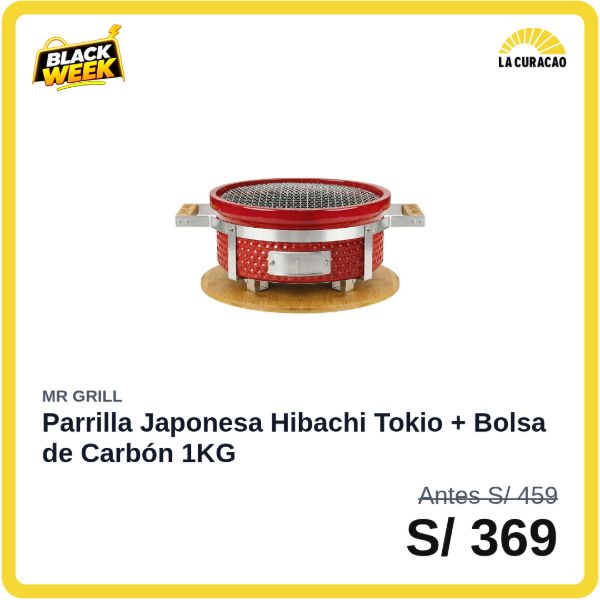 BLACK
WEEK
LA CURACAO
MR GRILL
Parrilla Japonesa Hibachi Tokio + Bolsa
de Carbón 1KG
Antes S/ 459
S/ 369